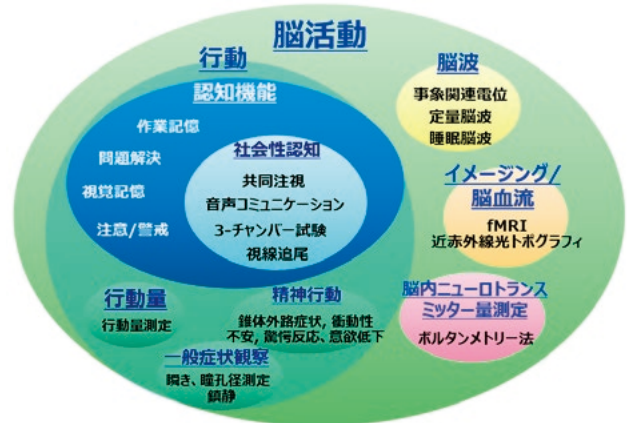 脳活動
行動
認知機能
作業記憶
問題解決
視覚記憶
注意/警戒
社会性認知
共同注視
音声コミュニケーション
3-チャンバー試験
視線追尾
行動量
行動量測定
精神行動
錐体外路症状, 衝動性
不安, 驚愕反応、意欲低下
一般症状観察
瞬き、瞳孔径測定
鎮静
脳波
事象関連電位
定量脳波
睡眠脳波
イメージング/
脳血流
fMRI
近赤外線光トポグラフィ
脳内ニューロトランス
ミッター量測定
ボルタンメトリー法